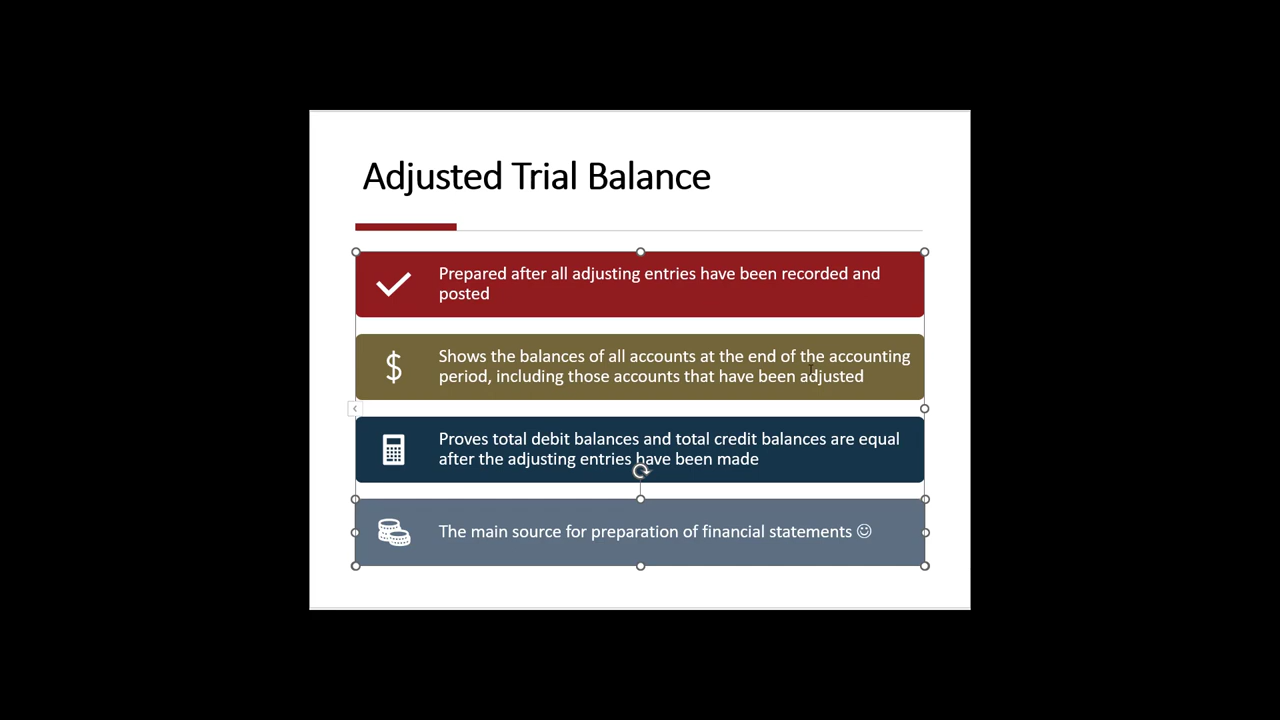 Adjusted Trial Balance
Prepared after all adjusting entries have been recorded and
posted
$
Shows the balances of all accounts at the end of the accounting
period, including those accounts that have been adjusted
Proves total debit balances and total credit balances are equal
after the adjusting entries have been made
The main source for preparation of financial statements ☺